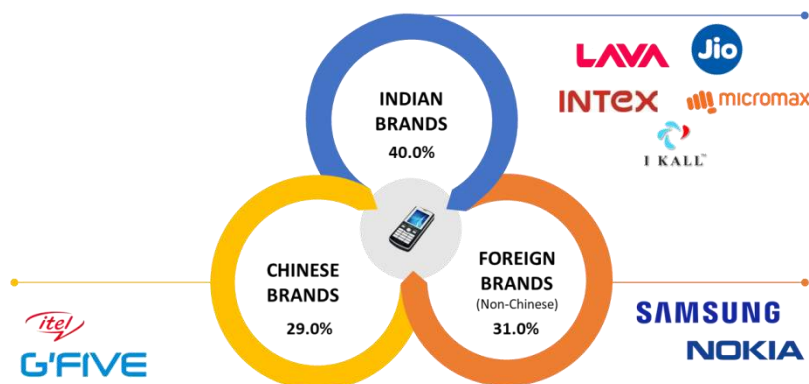 LAVA
Jio
INTEX
micromax
I KALL™
INDIAN
BRANDS
40.0%
CHINESE
BRANDS
29.0%
FOREIGN
BRANDS
(Non-Chinese)
31.0%
itel
G'FIVE
SAMSUNG
NOKIA